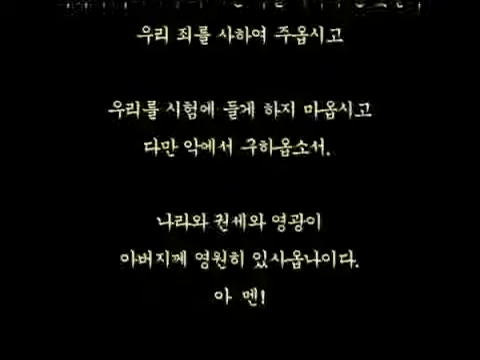 우리 죄를 사하여 주옵시고
우리를 시험에 들게 하지 마옵시고
다만 악에서 구하옵소서.
나라와 권세와 영광이
아버지께 영원히 있사옵나이다.
아 멘!